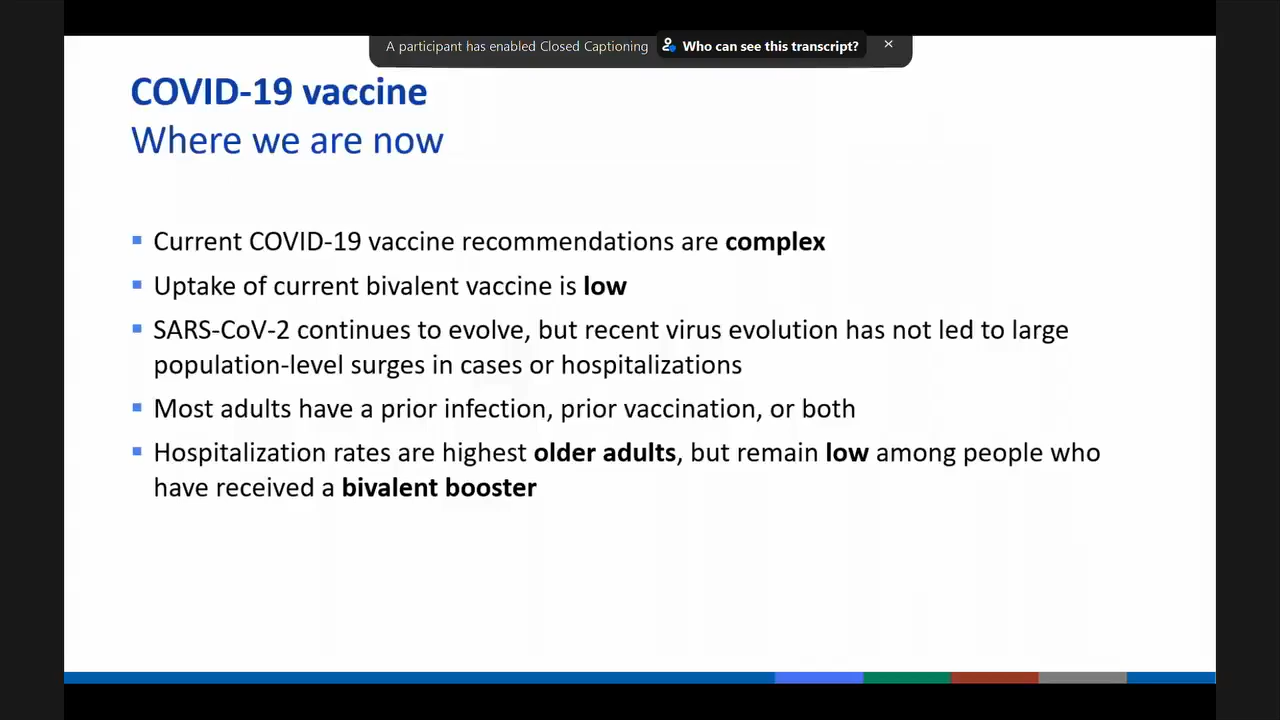 A participant has enabled Closed Captioning Who can see this transcript?
COVID-19 vaccine
Where we are now
Current COVID-19 vaccine recommendations are complex
Uptake of current bivalent vaccine is low
SARS-CoV-2 continues to evolve, but recent virus evolution has not led to large
population-level surges in cases or hospitalizations
Most adults have a prior infection, prior vaccination, or both
Hospitalization rates are highest older adults, but remain low among people who
have received a bivalent booster